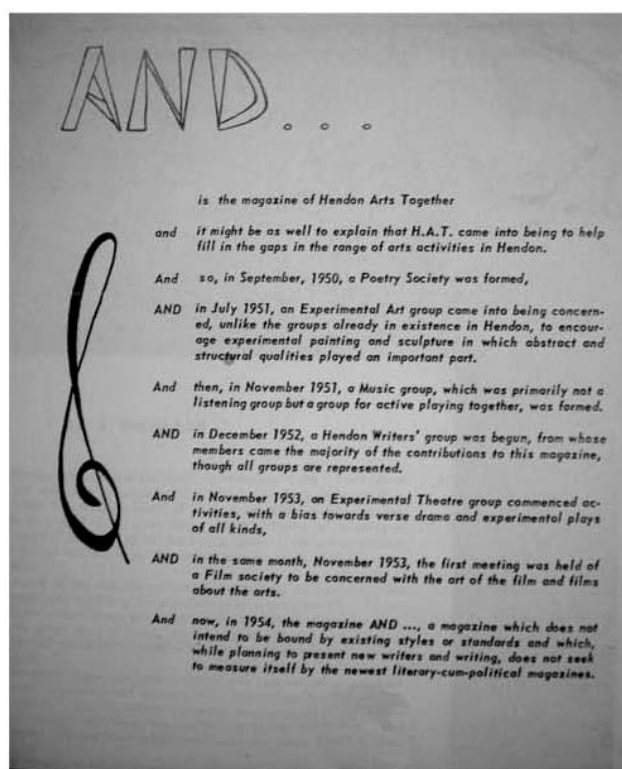 AND...
is the magazine of Hendon Arts Together
and it might be as well to explain that H.A.T. came into being to help
fill in the gaps in the range of arts activities in Hendon.
And so, in September, 1950, a Poetry Society was formed,
AND in July 1951, an Experimental Art group came into being concern-
ed, unlike the groups already in existence in Hendon, to encour-
age experimental painting and sculpture in which abstract and
structural qualities played an important part.
And then, in November 1951, a Music group, which was primarily not a
listening group but a group for active playing together, was formed.
AND in December 1952, a Hendon Writers' group was begun, from whose
members came the majority of the contributions to this magazine,
though all groups are represented.
And in November 1953, an Experimental Theatre group commenced ac-
tivities, with a bias towards verse drama and experimental plays
of all kinds,
AND in the same month, November 1953, the first meeting was held of
a Film society to be concerned with the art of the film and films
about the arts.
And now, in 1954, the magazine AND ..., a magazine which does not
intend to be bound by existing styles or standards and which,
while planning to present new writers and writing, does not seek
to measure itself by the newest literary-cum-political magazines.